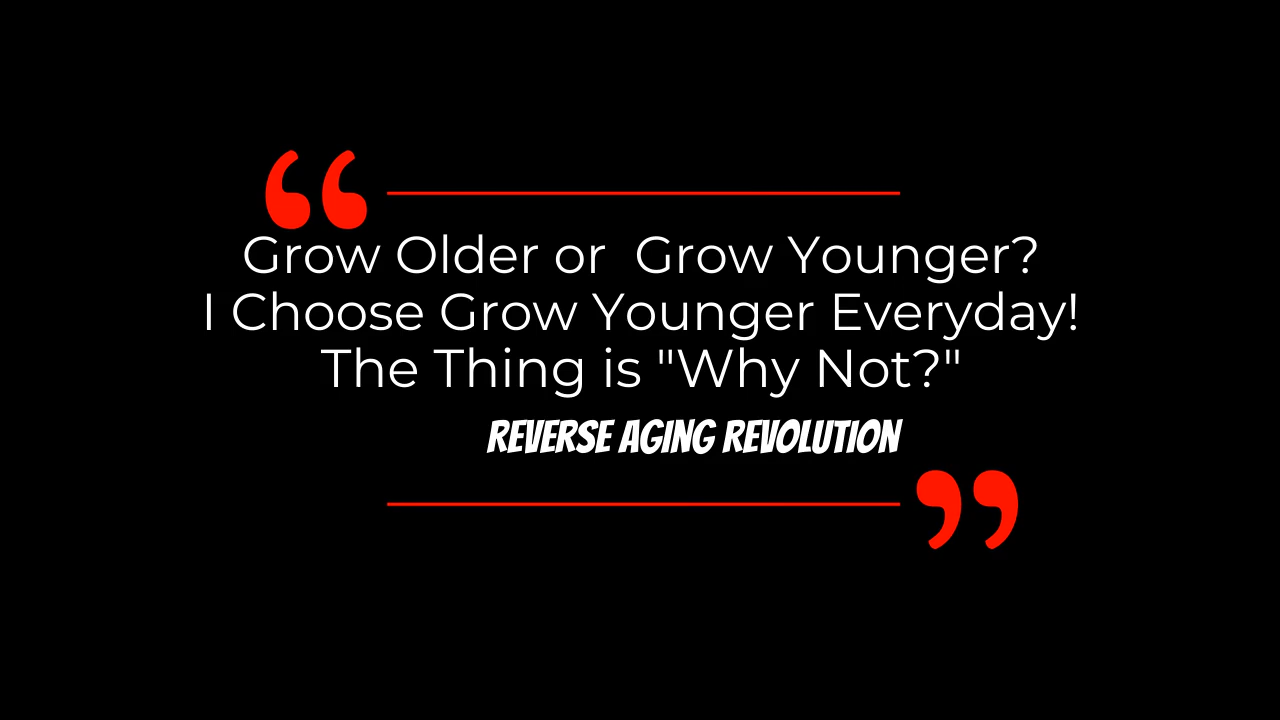 Grow Older or  Grow Younger?
I Choose Grow Younger Everyday!
The Thing is "Why Not?"
REVERSE AGING REVOLUTION